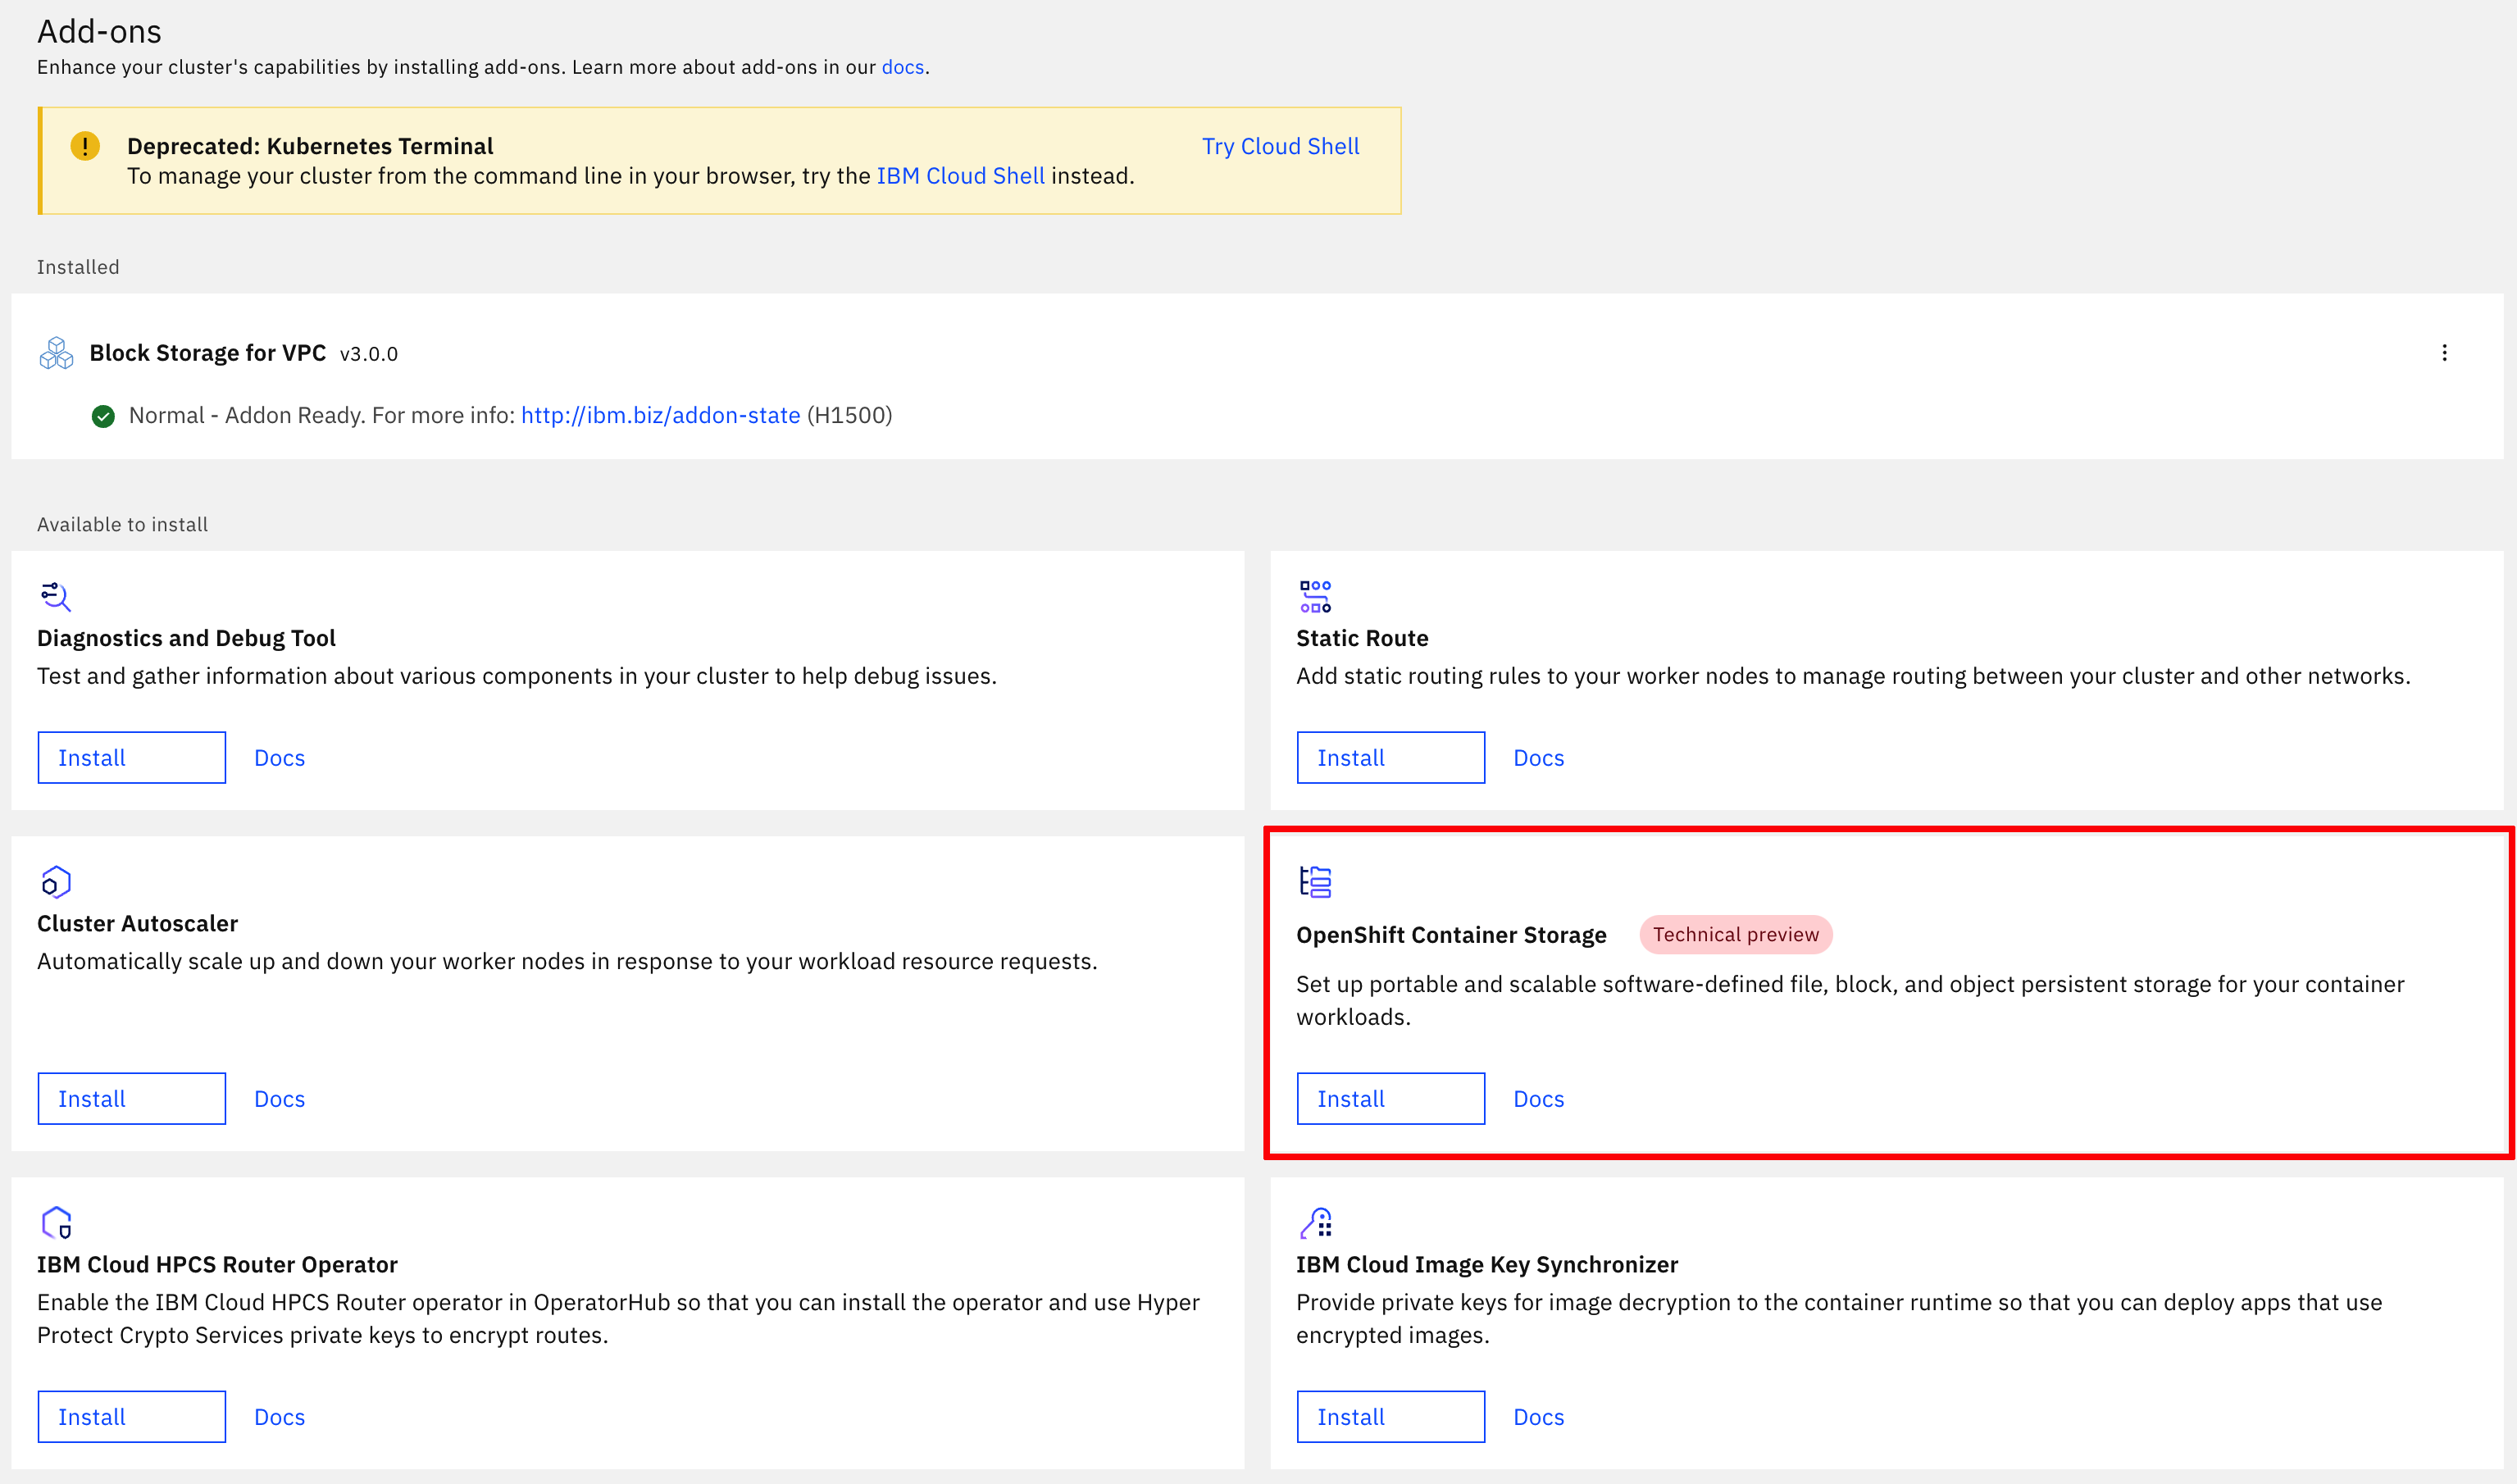 Add-ons
Enhance your cluster's capabilities by installing add-ons. Learn more about add-ons in our docs.
Deprecated: Kubernetes Terminal
Try Cloud Shell
To manage your cluster from the command line in your browser, try the IBM Cloud Shell instead.
Installed
Block Storage for VPC v3.0.0
Normal - Addon Ready. For more info: http://ibm.biz/addon-state (H1500)
Available to install
Diagnostics and Debug Tool
Test and gather information about various components in your cluster to help debug issues.
Install Docs
Static Route
Add static routing rules to your worker nodes to manage routing between your cluster and other networks.
Install Docs
Cluster Autoscaler
Automatically scale up and down your worker nodes in response to your workload resource requests.
Install Docs
OpenShift Container Storage Technical preview
Set up portable and scalable software-defined file, block, and object persistent storage for your container
workloads.
Install Docs
IBM Cloud HPCS Router Operator
Enable the IBM Cloud HPCS Router operator in OperatorHub so that you can install the operator and use Hyper
Protect Crypto Services private keys to encrypt routes.
Install Docs
IBM Cloud Image Key Synchronizer
Provide private keys for image decryption to the container runtime so that you can deploy apps that use
encrypted images.
Install Docs